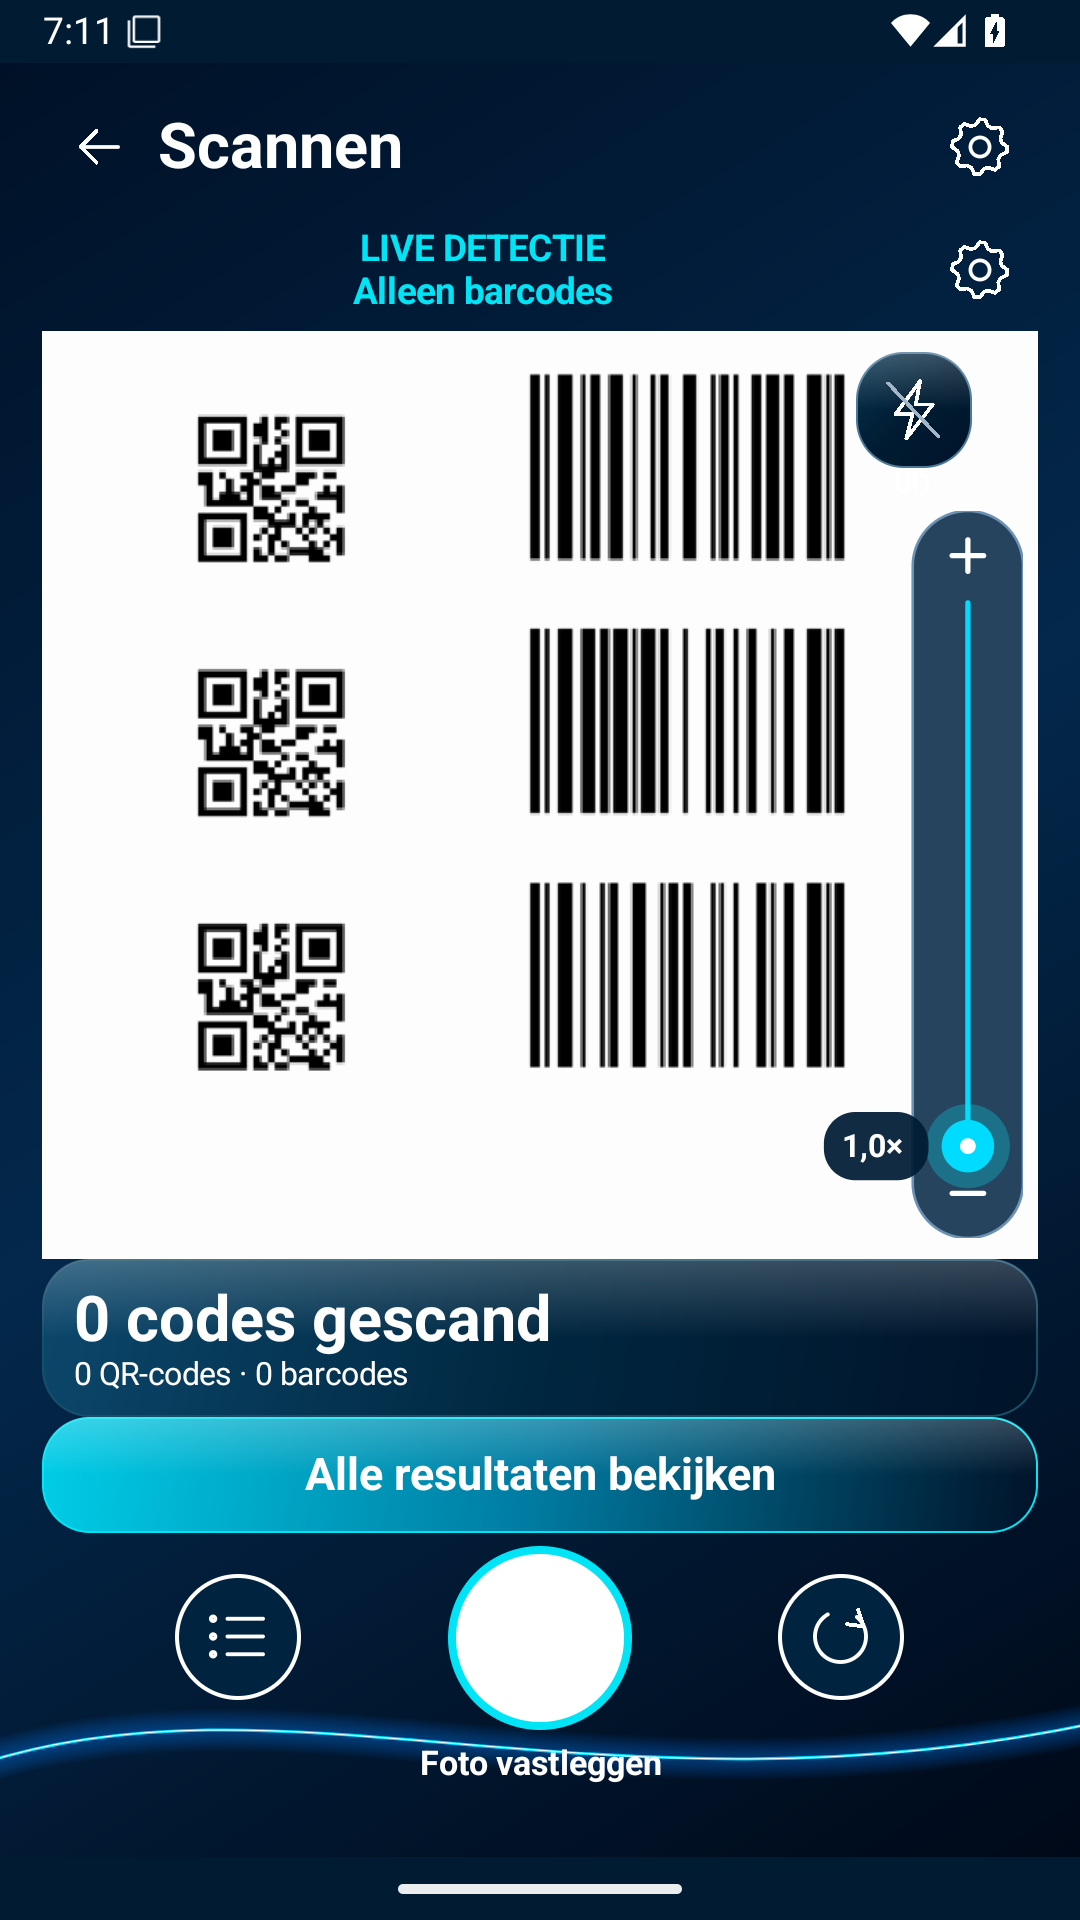 7:11
Scannen
LIVE DETECTIE
Alleen barcodes
1,0×
0 codes gescand
0 QR-codes · 0 barcodes
Alle resultaten bekijken
Foto vastleggen